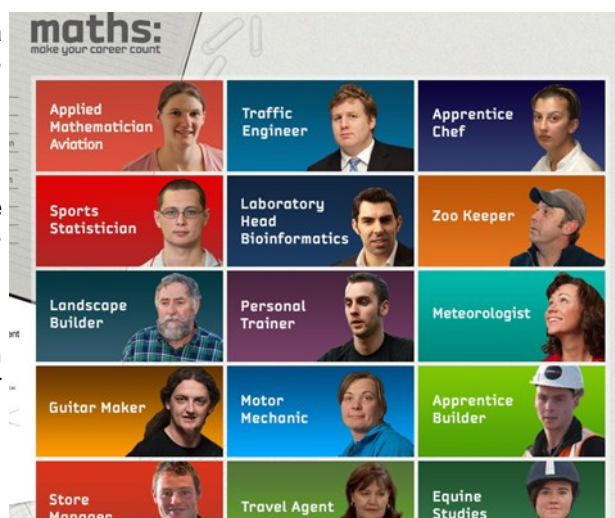 maths:
make your career count
Applied
Mathematician
Aviation
Traffic
Engineer
Apprentice
Chef
Sports
Statistician
Laboratory
Head
Bioinformatics
Zoo Keeper
Landscape
Builder
Personal
Trainer
Meteorologist
Guitar Maker
Motor
Mechanic
Apprentice
Builder
Store
Manager
Travel Agent
Equine
Studies